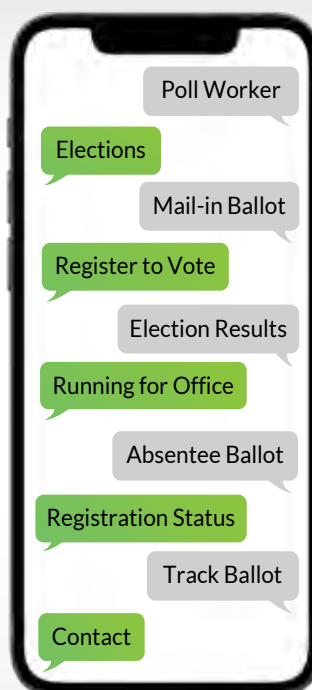 Poll Worker
Elections
Mail-in Ballot
Register to Vote
Election Results
Running for Office
Absentee Ballot
Registration Status
Track Ballot
Contact